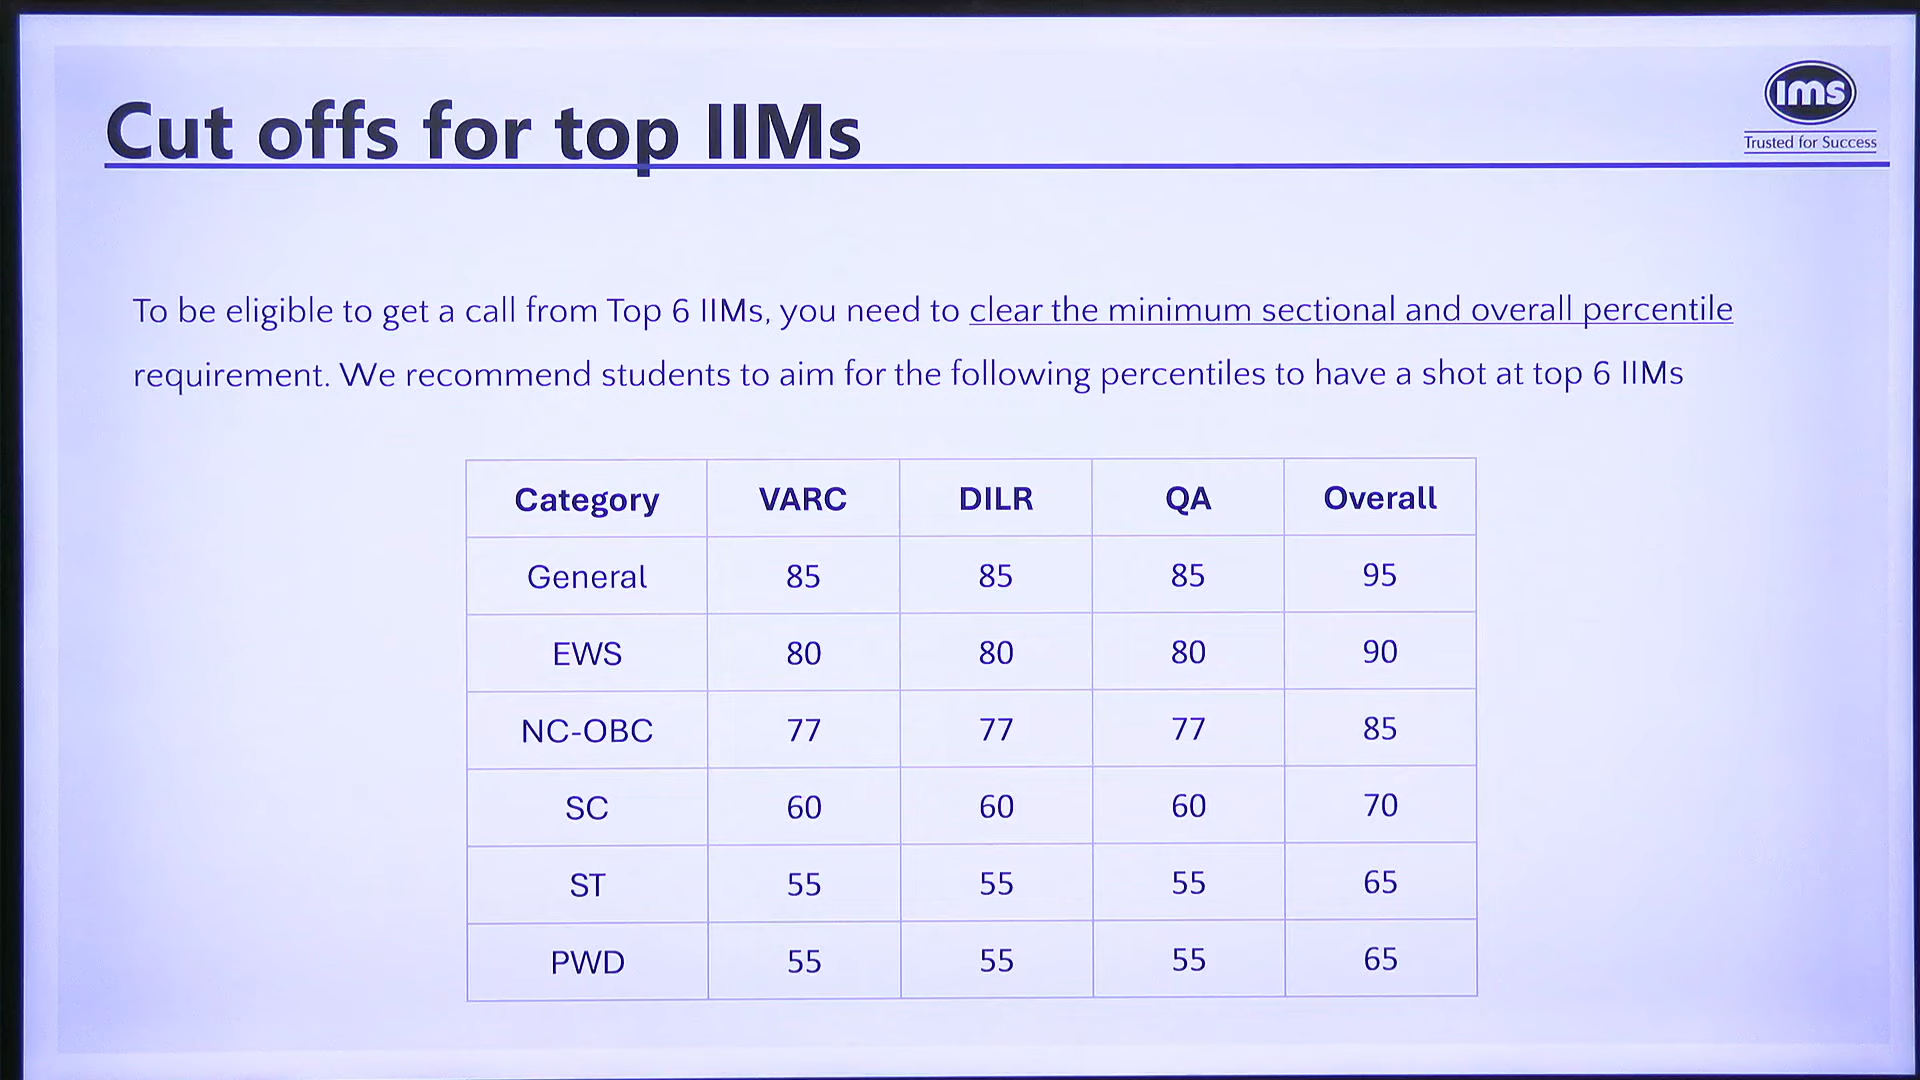 Cut offs for top IIMs
ims
Trusted for Success
To be eligible to get a call from Top 6 IIMs, you need to clear the minimum sectional and overall percentile
requirement. We recommend students to aim for the following percentiles to have a shot at top 6 IIMs
Category VARC DILR QA Overall
General 85 85 85 95
EWS 80 80 80 90
NC-OBC 77 77 77 85
SC 60 60 60 70
ST 55 55 55 65
PWD 55 55 55 65